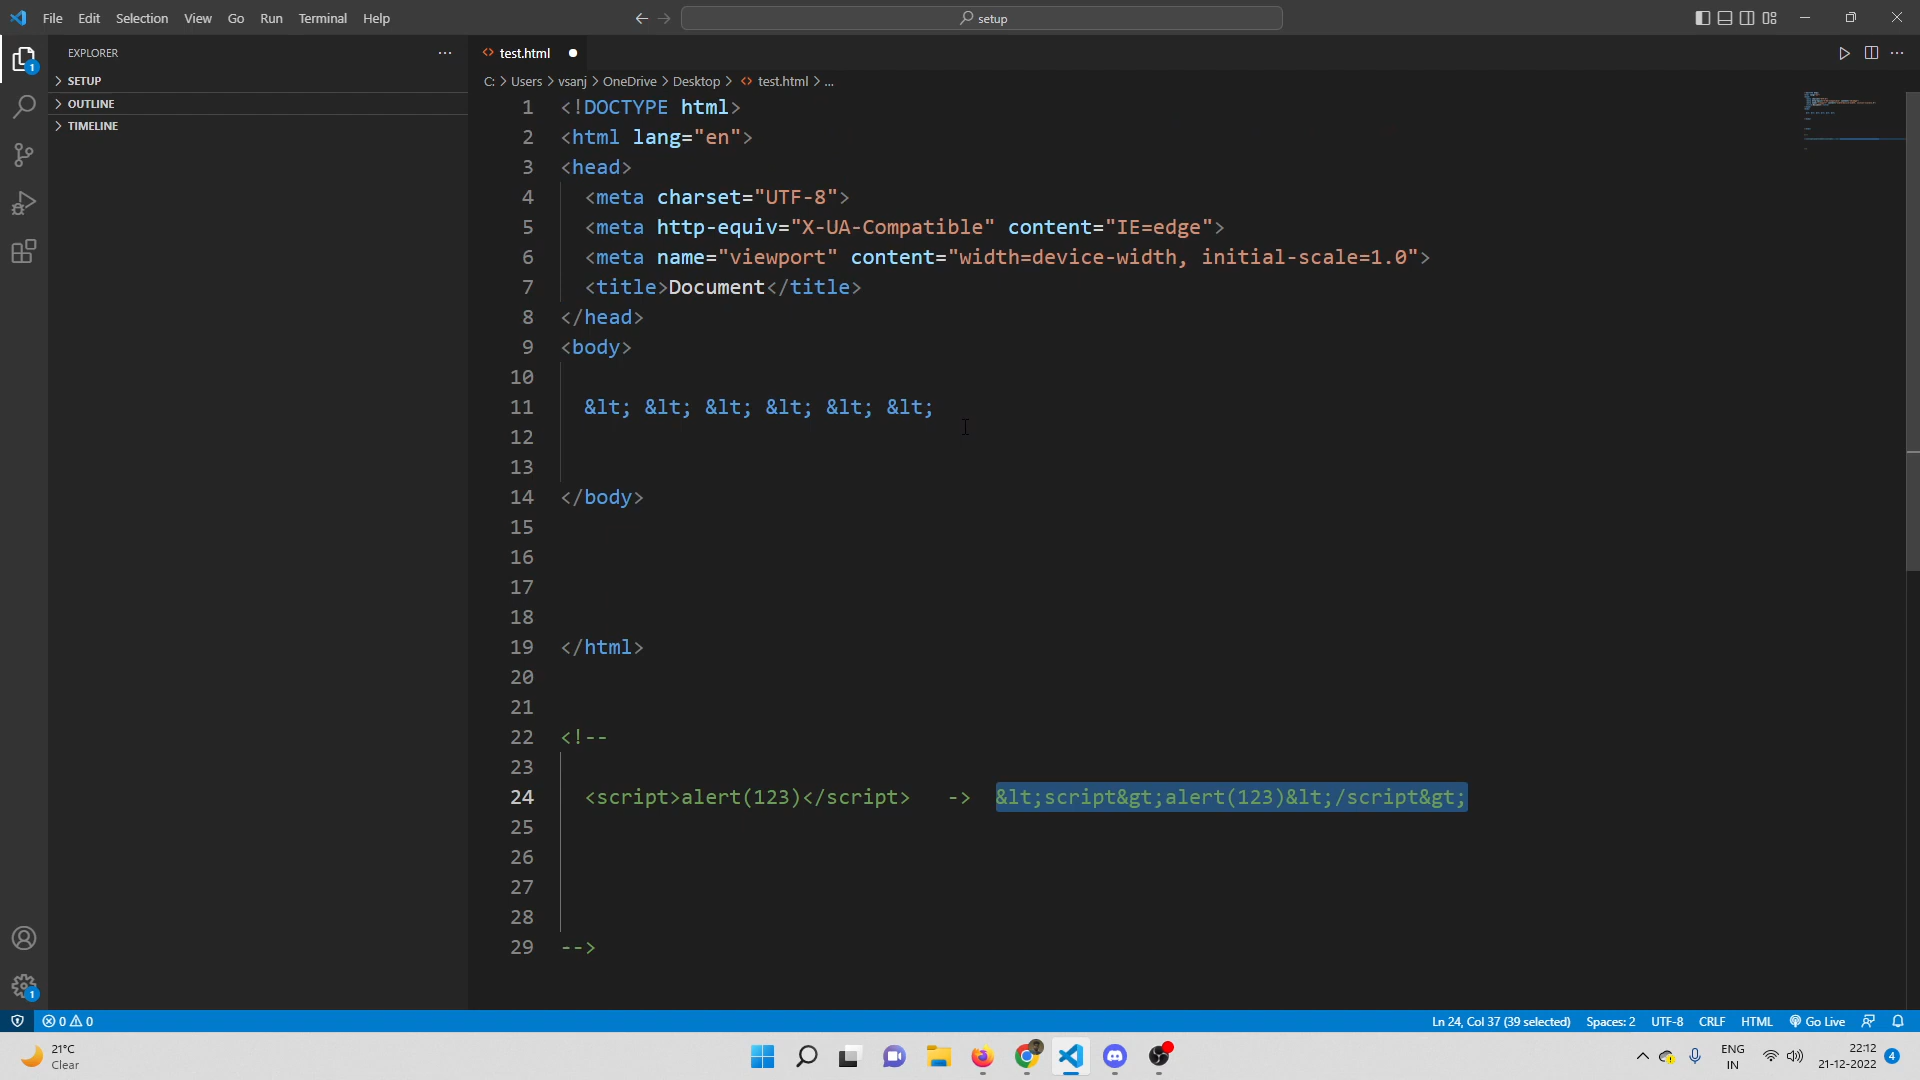 File Edit Selection View Go Run Terminal Help
setup
EXPLORER
SETUP
OUTLINE
TIMELINE
test.html
C: > Users > vsanj > OneDrive > Desktop > test.html > ...
1 <!DOCTYPE html>
2 <html lang="en">
3 <head>
4 <meta charset="UTF-8">
5 <meta http-equiv="X-UA-Compatible" content="IE=edge">
6 <meta name="viewport" content="width=device-width, initial-scale=1.0">
7 <title>Document</title>
8 </head>
9 <body>
10
11 &lt; &lt; &lt; &lt; &lt; &lt;
12
13
14 </body>
15
16
17
18
19 </html>
20
21
22 <!--
23
24 <script>alert(123)</script> -> &lt;script&gt;alert(123)&lt;/script&gt;
25
26
27
28
29 -->
1
1
0 0
Ln 24, Col 37 (39 selected) Spaces: 2 UTF-8 CRLF HTML Go Live
21°C
Clear
ENG
IN
22:12
21-12-2022
4